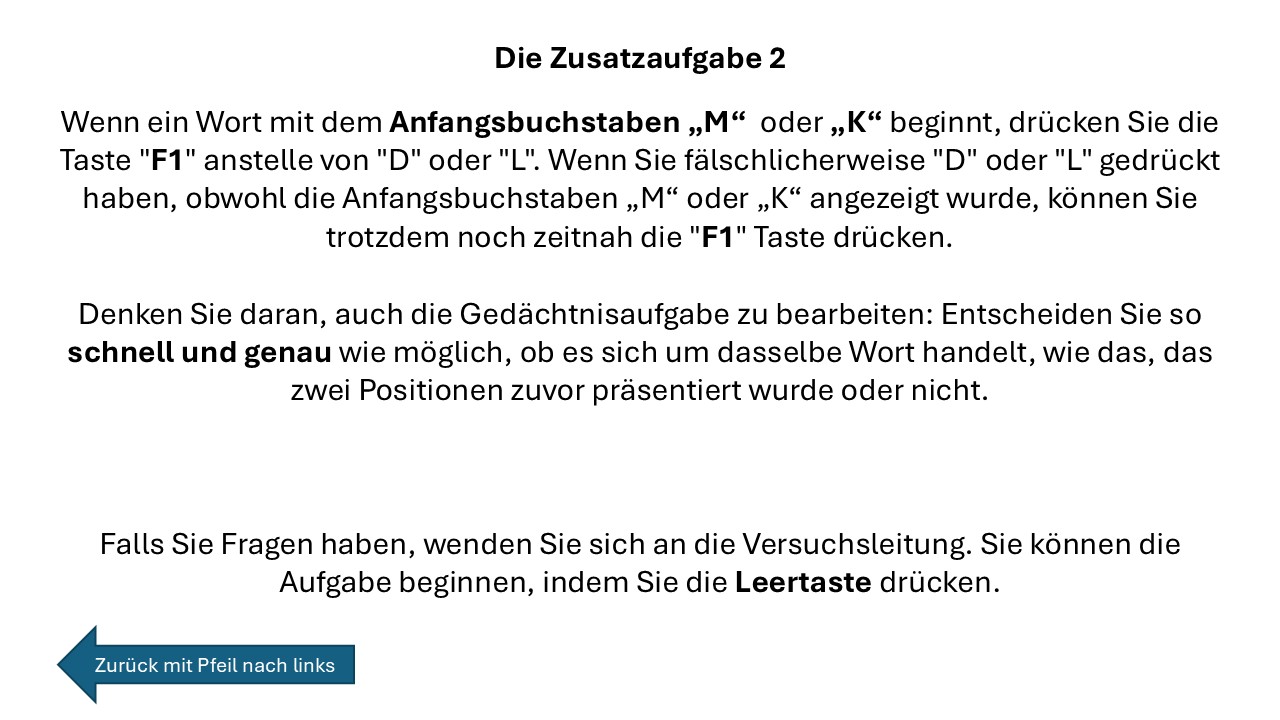 Die Zusatzaufgabe 2
Wenn ein Wort mit dem Anfangsbuchstaben „M“  oder „K“ beginnt, drücken Sie die
Taste "F1" anstelle von "D" oder "L". Wenn Sie fälschlicherweise "D" oder "L" gedrückt
haben, obwohl die Anfangsbuchstaben „M“ oder „K“ angezeigt wurde, können Sie
trotzdem noch zeitnah die "F1" Taste drücken.
Denken Sie daran, auch die Gedächtnisaufgabe zu bearbeiten: Entscheiden Sie so
schnell und genau wie möglich, ob es sich um dasselbe Wort handelt, wie das, das
zwei Positionen zuvor präsentiert wurde oder nicht.
Falls Sie Fragen haben, wenden Sie sich an die Versuchsleitung. Sie können die
Aufgabe beginnen, indem Sie die Leertaste drücken.
Zurück mit Pfeil nach links